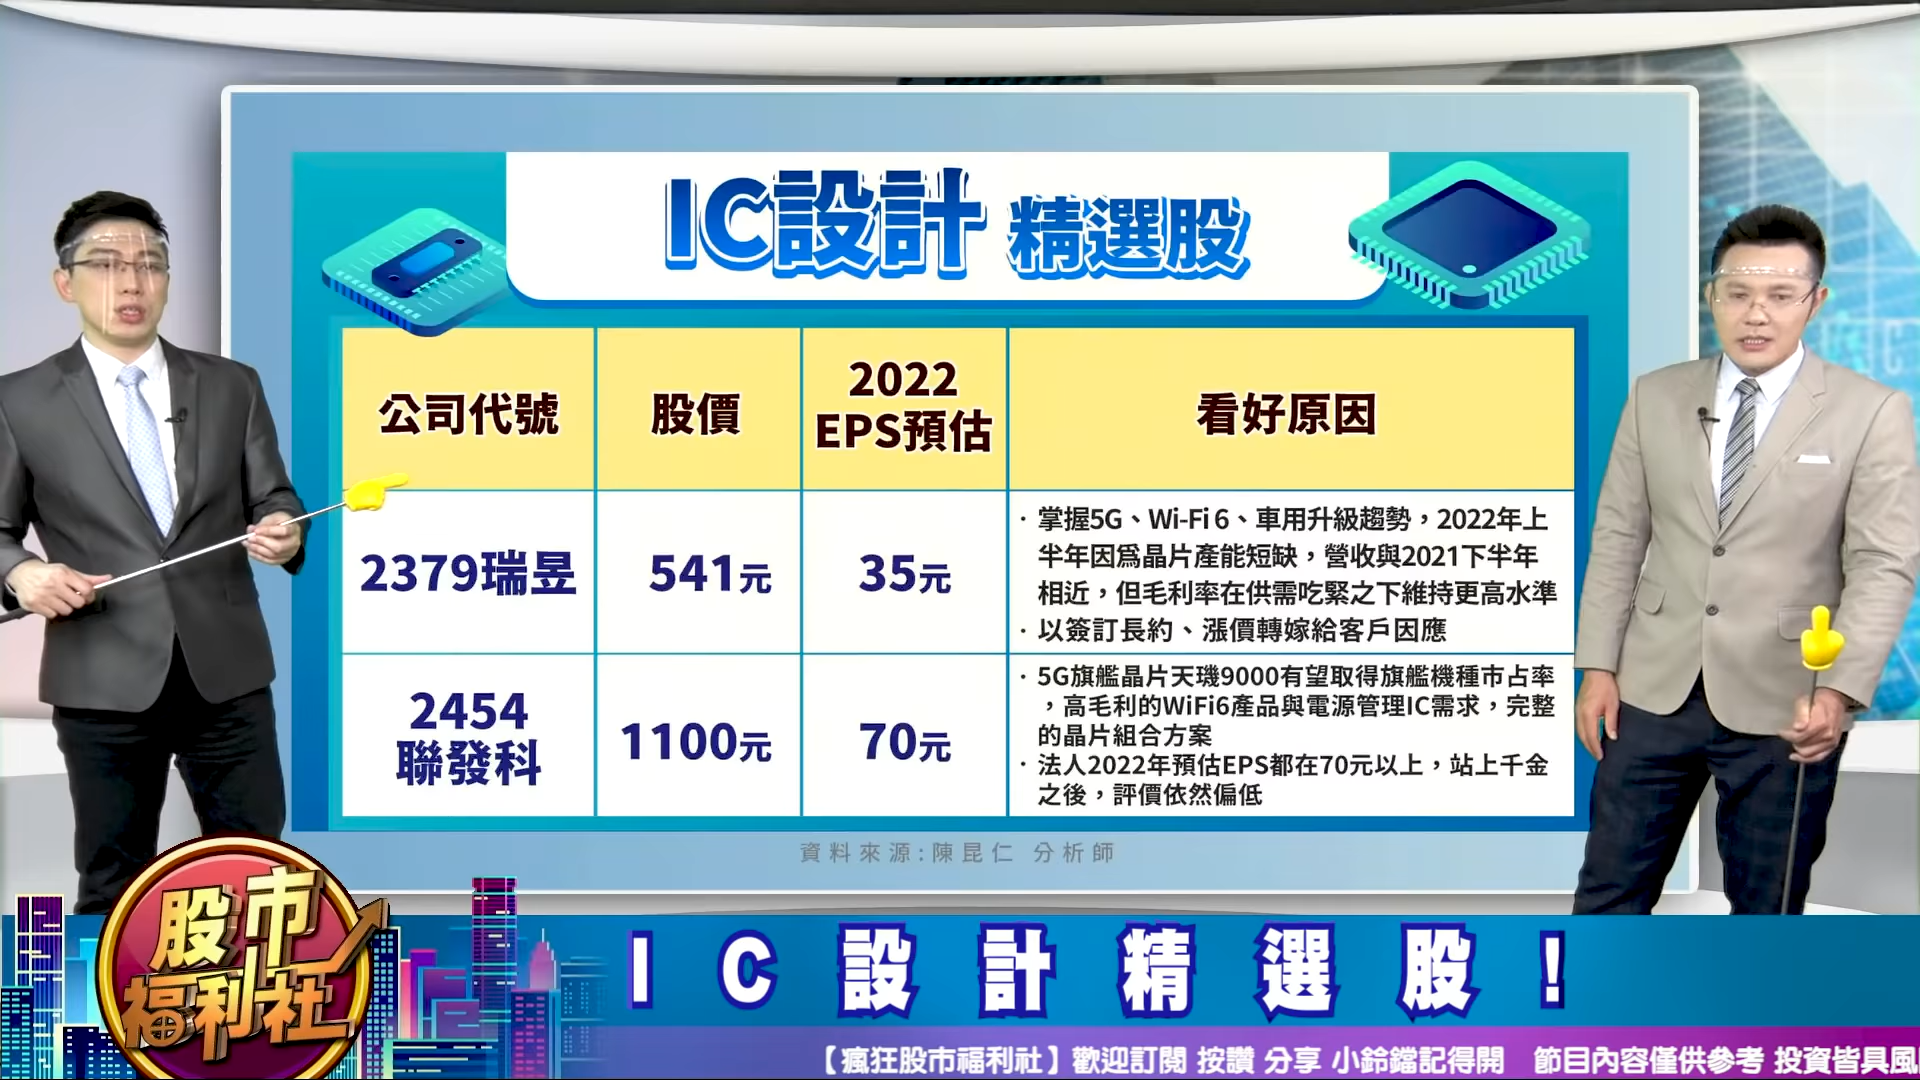 IC設計 精選股
公司代號
股價
2022
EPS預估
看好原因
2379瑞昱
541元
35元
· 掌握5G、Wi-Fi 6、車用升級趨勢，2022年上
半年因為晶片產能短缺，營收與2021下半年
相近，但毛利率在供需吃緊之下維持更高水準
· 以簽訂長約、漲價轉嫁給客戶因應
2454
聯發科
1100元
70元
· 5G旗艦晶片天璣9000有望取得旗艦機種市占率
，高毛利的WiFi6產品與電源管理IC需求，完整
的晶片組合方案
· 法人2022年預估EPS都在70元以上，站上千金
之後，評價依然偏低
資料來源:陳昆仁 分析師
股市
福利社
IC設計精選股!
【瘋狂股市福利社】歡迎訂閱 按讚 分享 小鈴鐺記得開 節目內容僅供參考 投資皆具風